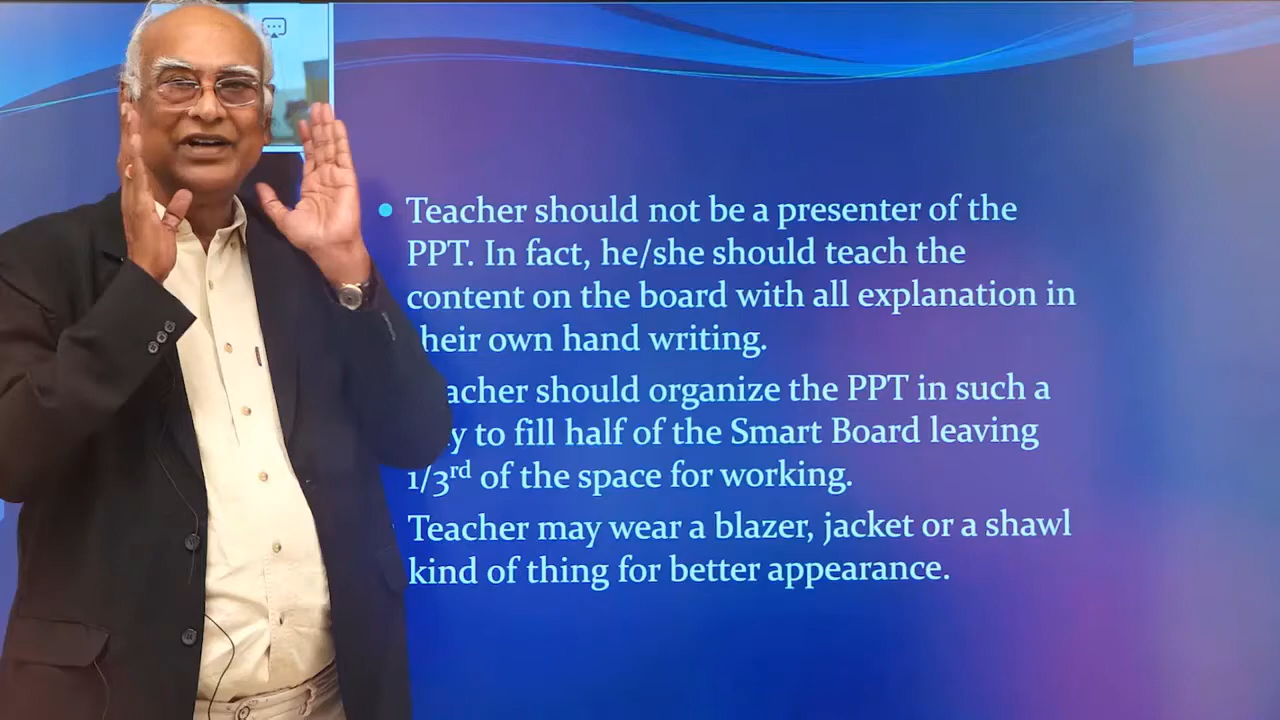 Teacher should not be a presenter of the
PPT. In fact, he/she should teach the
content on the board with all explanation in
heir own hand writing.
acher should organize the PPT in such a
y to fill half of the Smart Board leaving
1/3rd of the space for working.
Teacher may wear a blazer, jacket or a shawl
kind of thing for better appearance.